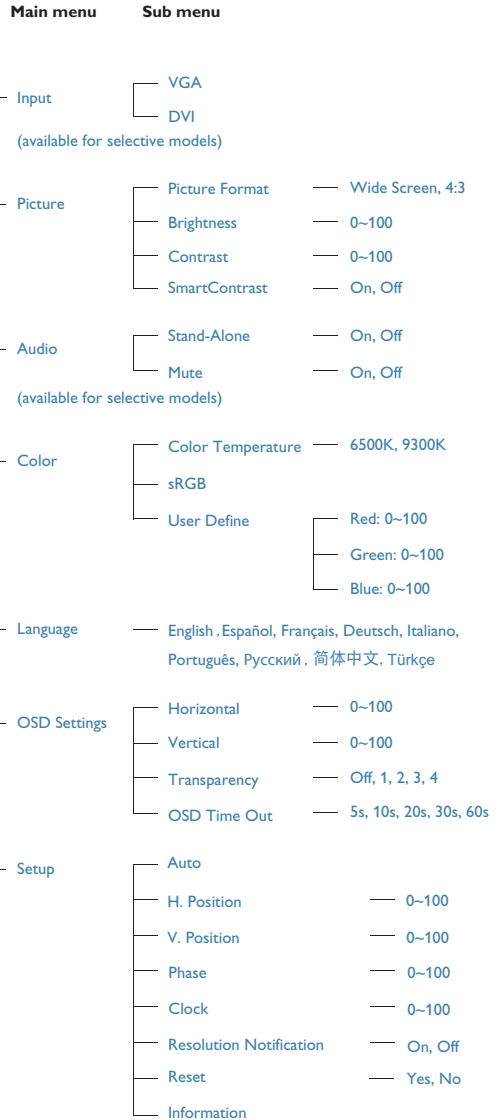 Main menu Sub menu
VGA
Input
DVI
(available for selective models)
Picture Format Wide Screen, 4:3
Picture
Brightness 0~100
Contrast 0~100
SmartContrast On, Off
Stand-Alone On, Off
Audio
Mute On, Off
(available for selective models)
Color Temperature 6500K, 9300K
Color
sRGB
User Define Red: 0~100
Green: 0~100
Blue: 0~100
Language English , Español, Français, Deutsch, Italiano,
Português, Русский , 简体中文, Türkçe
Horizontal 0~100
OSD Settings
Vertical 0~100
Transparency Off, 1, 2, 3, 4
OSD Time Out 5s, 10s, 20s, 30s, 60s
Auto
Setup
H. Position 0~100
V. Position 0~100
Phase 0~100
Clock 0~100
Resolution Notification On, Off
Reset Yes, No
Information